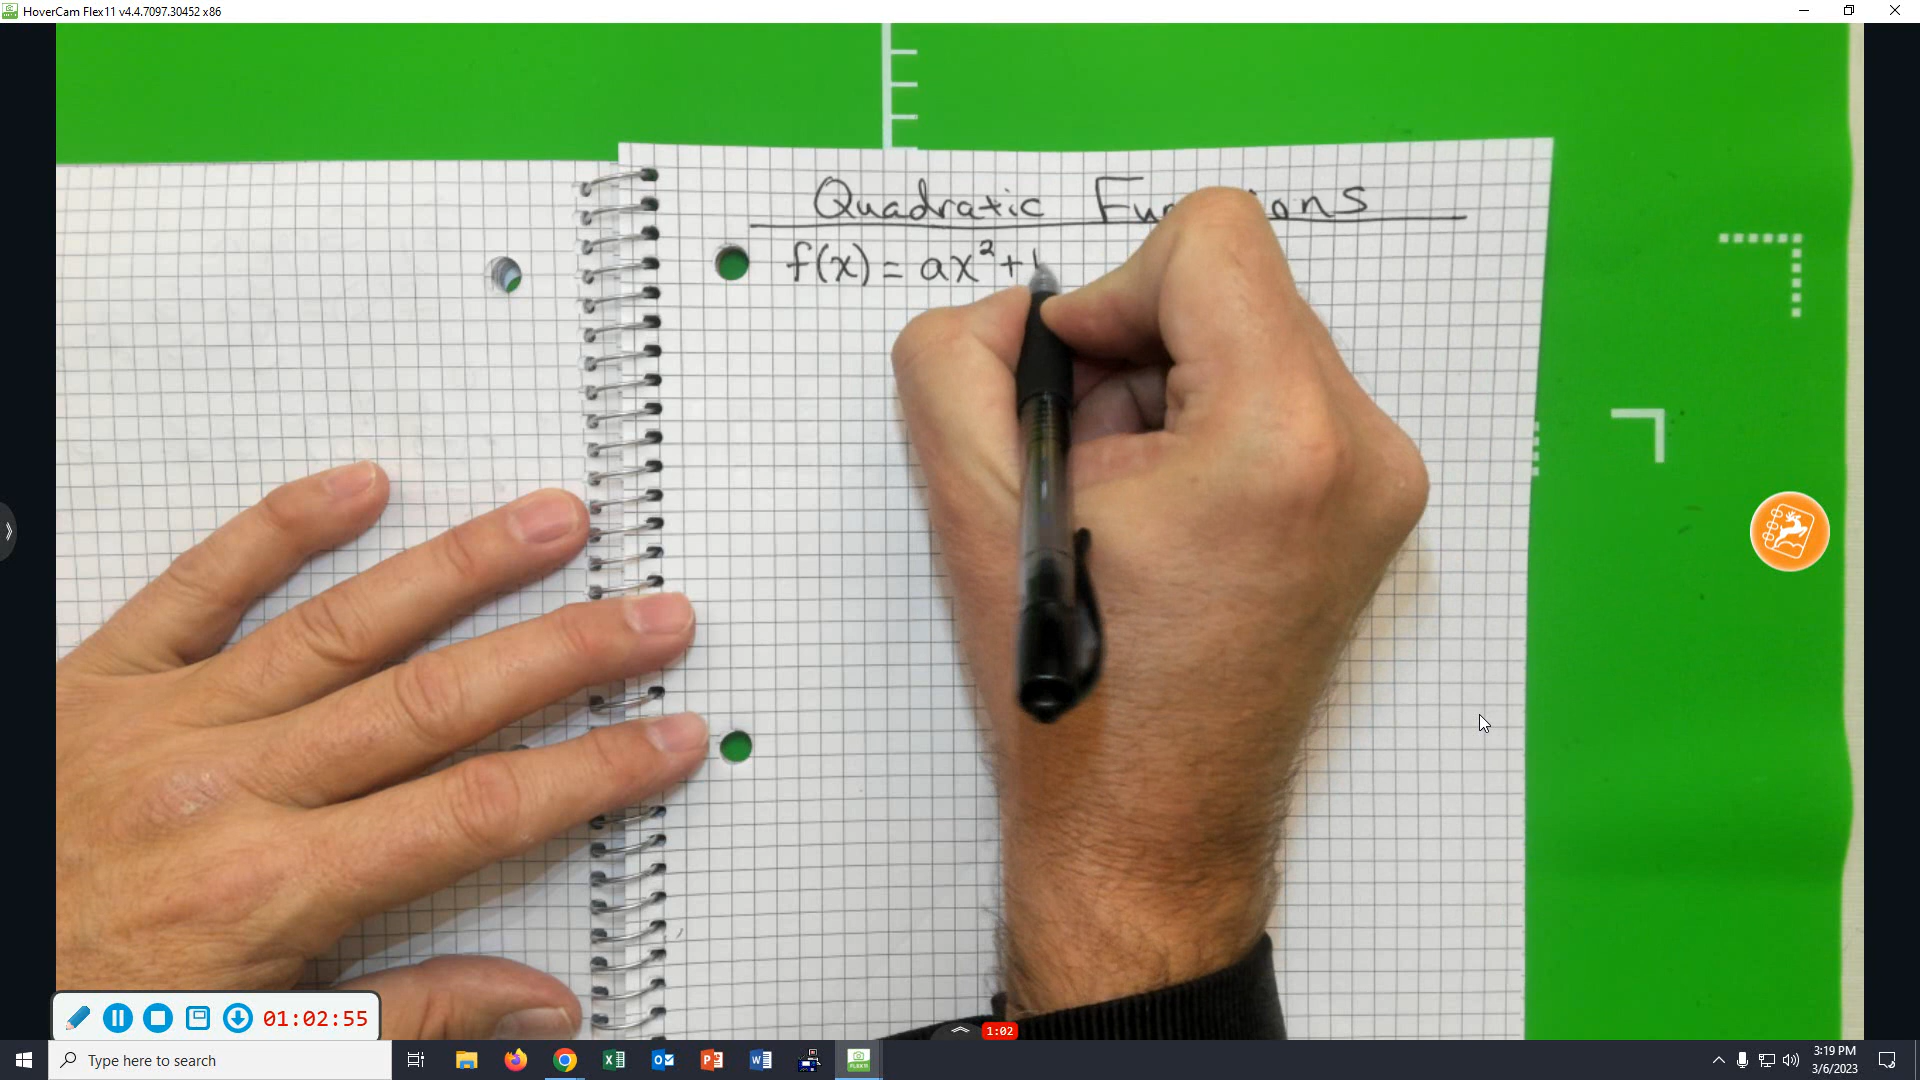 HoverCam Flex11 v4.4.7097.30452 x86
Quadratic
f(x) = ax²+
01:02:55
1:02
Type here to search
3:19 PM
3/6/2023